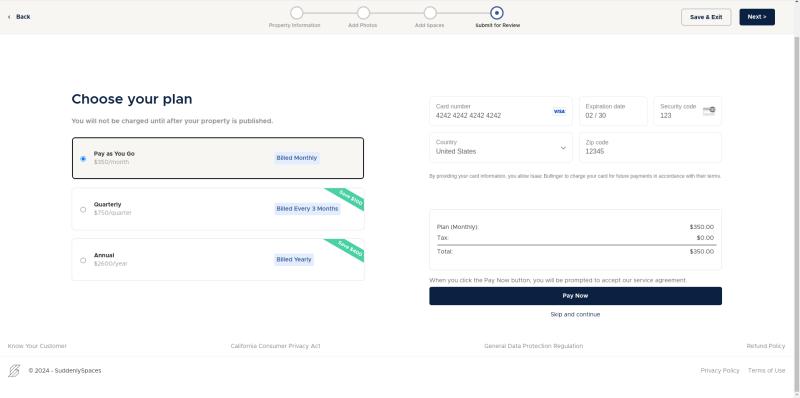 ‹ Back
Property Information
Add Photos
Add Spaces
Submit for Review
Save & Exit
Next >
Choose your plan
You will not be charged until after your property is published.
Pay as You Go
$350/month
Billed Monthly
Quarterly
$750/quarter
Billed Every 3 Months
Save $300
Annual
$2600/year
Billed Yearly
Card number
4242 4242 4242 4242
VISA
Expiration date
02 / 30
Security code
123
Country
United States
Zip code
12345
By providing your card information, you allow Isaac Bullinger to charge your card for future payments in accordance with their terms.
Plan (Monthly): $350.00
Tax: $0.00
Total: $350.00
When you click the Pay Now button, you will be prompted to accept our service agreement.
Pay Now
Skip and continue
Know Your Customer
California Consumer Privacy Act
General Data Protection Regulation
Refund Policy
© 2024 - SuddenlySpaces
Privacy Policy
Terms of Use